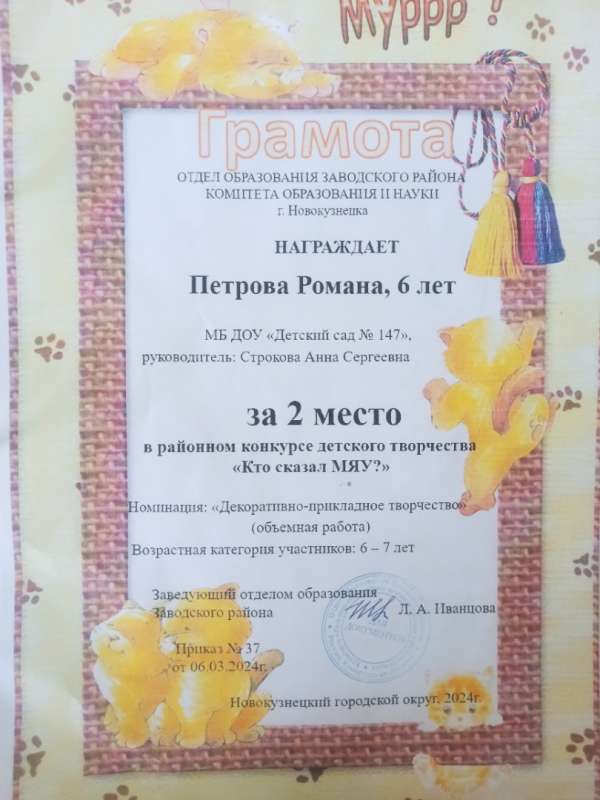 Мяррр !
Грамота
ОТДЕЛ ОБРАЗОВАНИЯ ЗАВОДСКОГО РАЙОНА
КОМИТЕТА ОБРАЗОВАНИЯ И НАУКИ
г. Новокузнецка
НАГРАЖДАЕТ
Петрова Романа, 6 лет
МБ ДОУ «Детский сад № 147»,
руководитель: Строкова Анна Сергеевна
за 2 место
в районном конкурсе детского творчества
«Кто сказал МЯУ?»
Номинация: «Декоративно-прикладное творчество»
(объемная работа)
Возрастная категория участников: 6 – 7 лет
Заведующий отделом образования
Заводского района
Л. А. Иванцова
Приказ № 37
от 06.03.2024г.
Новокузнецкий городской округ, 2024г.